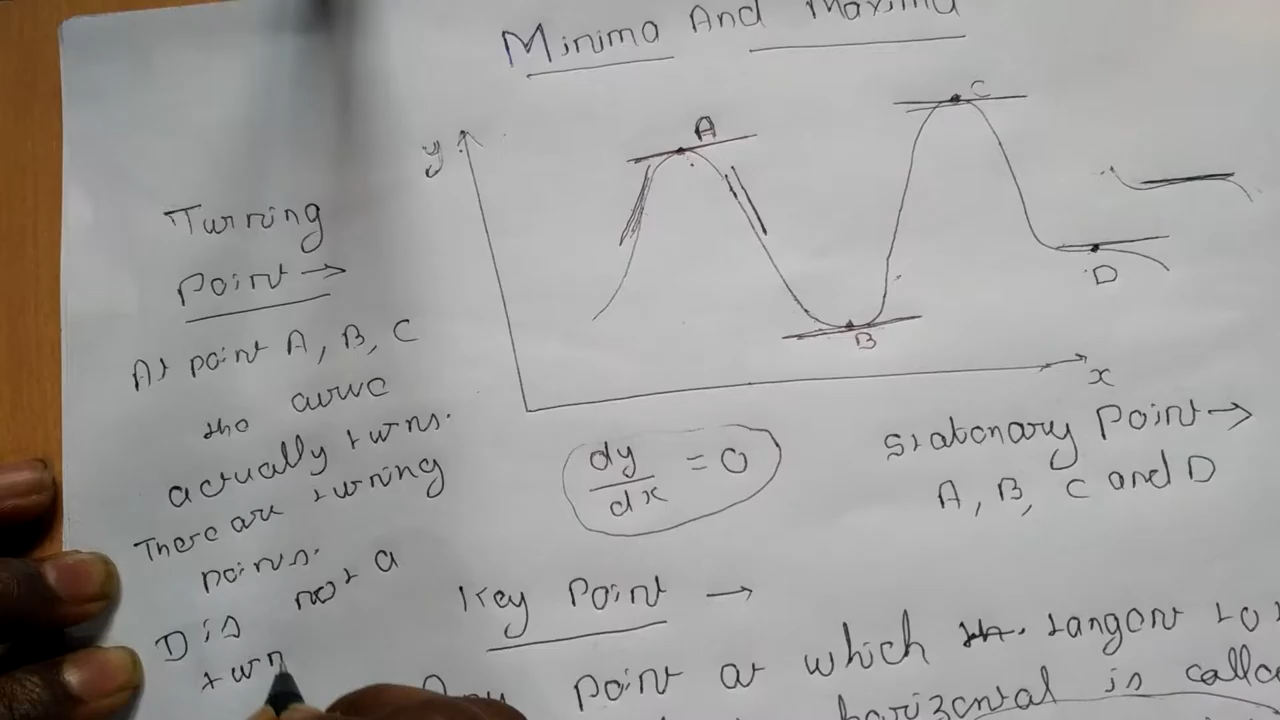 Minima And Maxima
y
A
C
D
B
x
Turning
Point →
At point A, B, C
the curve
actually turns.
There are turning
points.
D is not a
turn
dy/dx = 0
Stationary Point →
A, B, C and D
Key Point →
Any point at which tangent to
horizontal is called